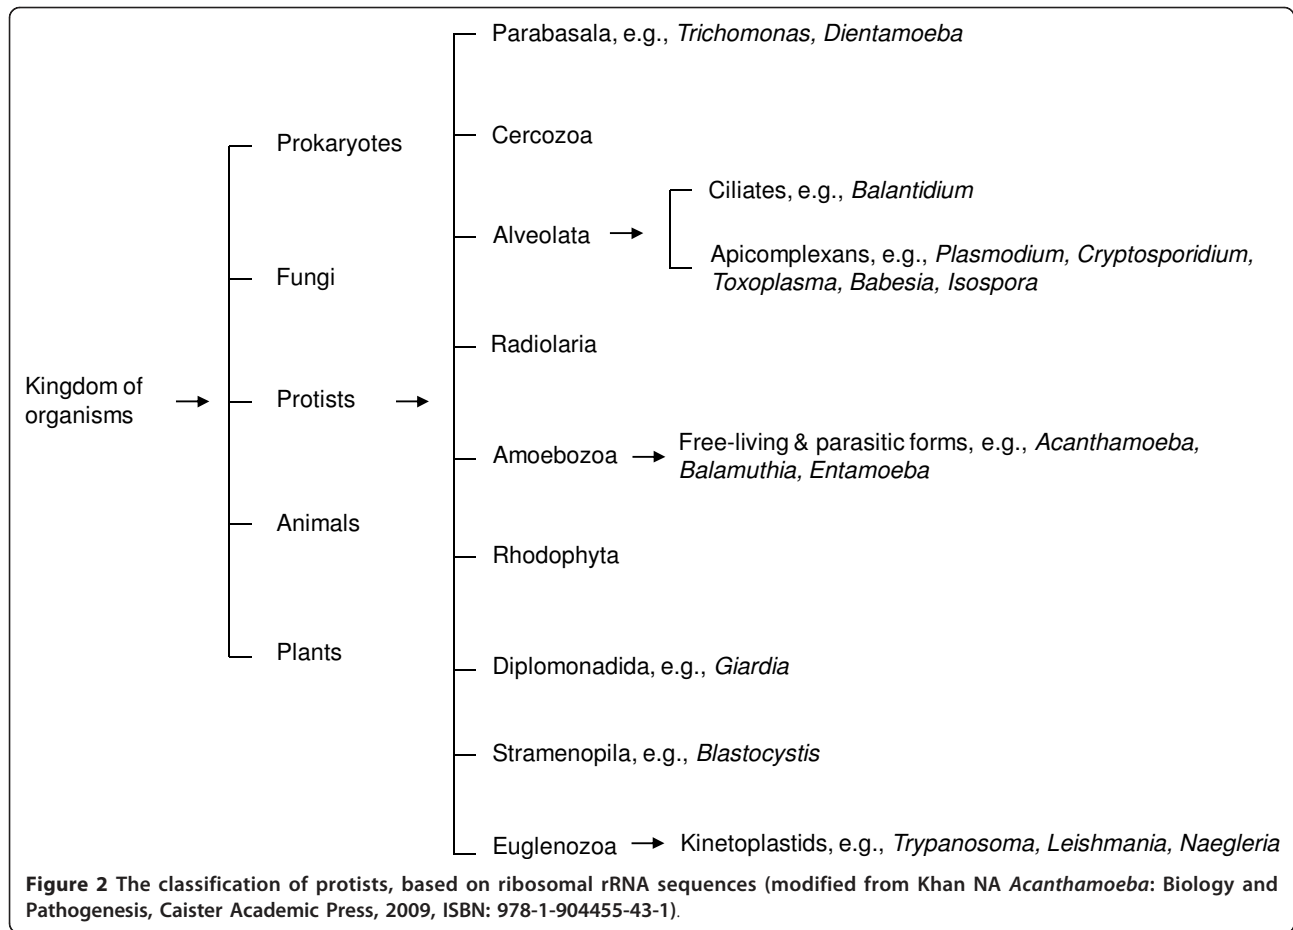 Parabasala, e.g., Trichomonas, Dientamoeba
Prokaryotes
Cercozoa
Ciliates, e.g., Balantidium
Alveolata
Apicomplexans, e.g., Plasmodium, Cryptosporidium,
Toxoplasma, Babesia, Isospora
Fungi
Radiolaria
Kingdom of
organisms
Protists
Amoebozoa
Free-living & parasitic forms, e.g., Acanthamoeba,
Balamuthia, Entamoeba
Animals
Rhodophyta
Plants
Diplomonadida, e.g., Giardia
Stramenopila, e.g., Blastocystis
Euglenozoa
Kinetoplastids, e.g., Trypanosoma, Leishmania, Naegleria
Figure 2 The classification of protists, based on ribosomal rRNA sequences (modified from Khan NA Acanthamoeba: Biology and
Pathogenesis, Caister Academic Press, 2009, ISBN: 978-1-904455-43-1).